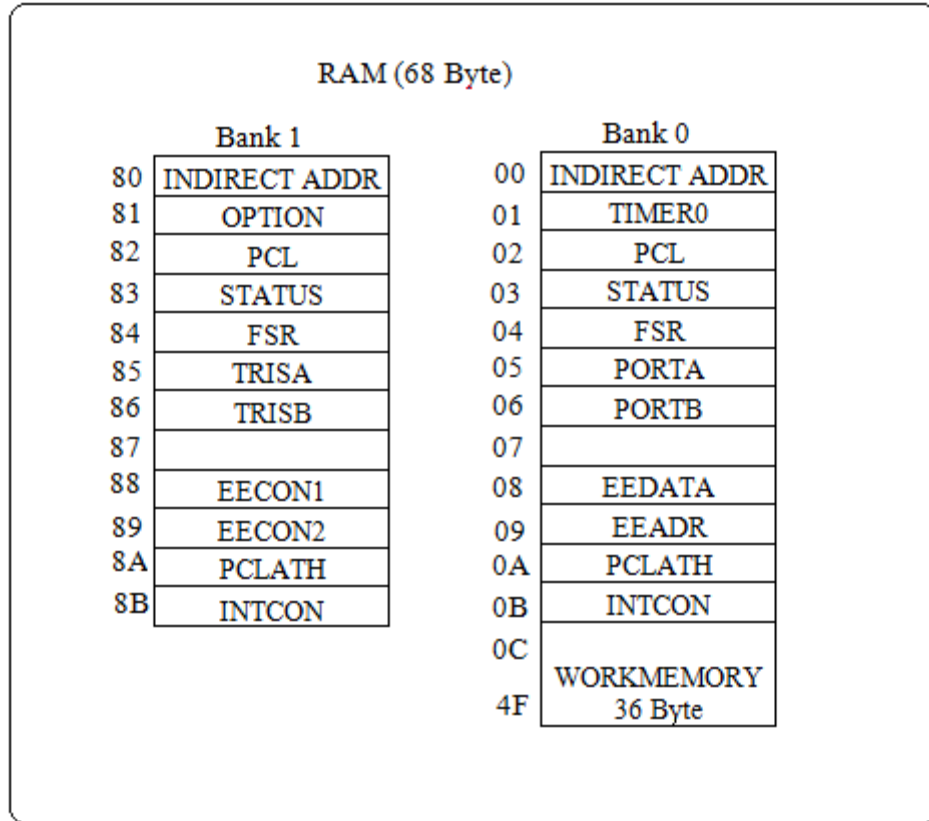 RAM (68 Byte)
Bank 1
80 INDIRECT ADDR
81 OPTION
82 PCL
83 STATUS
84 FSR
85 TRISA
86 TRISB
87
88 EECON1
89 EECON2
8A PCLATH
8B INTCON
Bank 0
00 INDIRECT ADDR
01 TIMER0
02 PCL
03 STATUS
04 FSR
05 PORTA
06 PORTB
07
08 EEDATA
09 EEADR
0A PCLATH
0B INTCON
0C
WORKMEMORY
4F 36 Byte